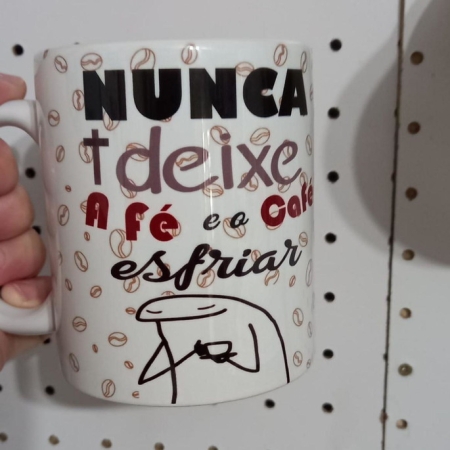 NUNCA
deixe
A Fé e o Café
esfriar